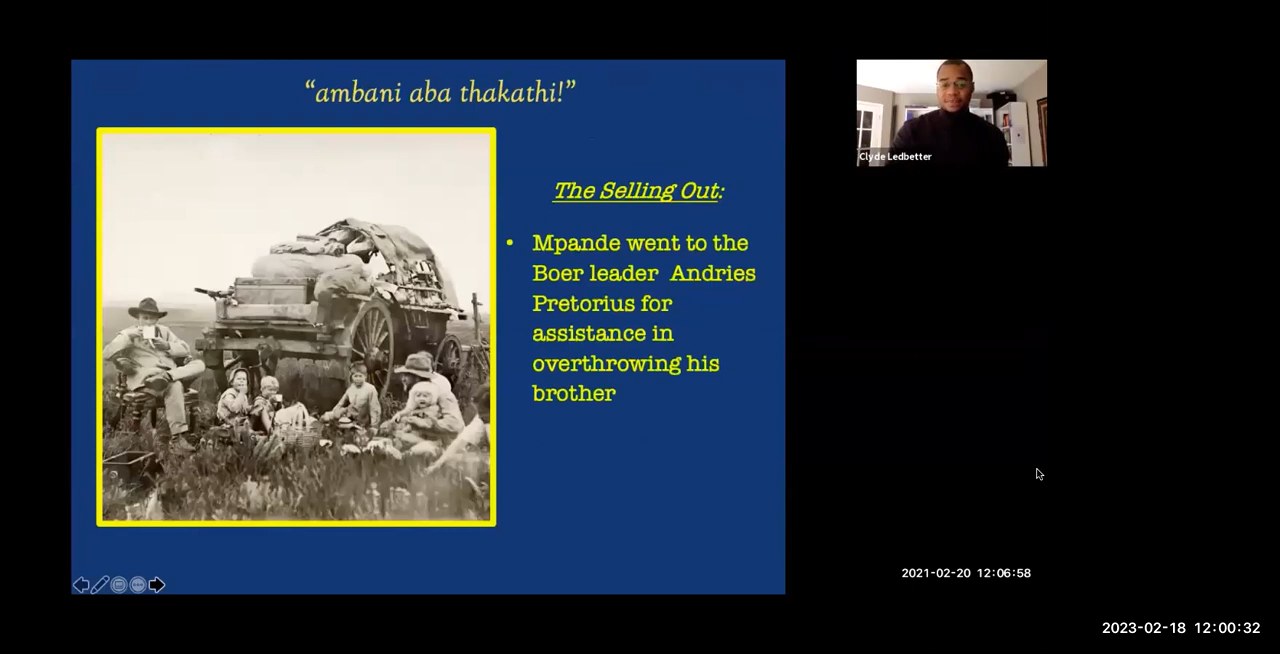 “ambani aba thakathi!”
The Selling Out:
• Mpande went to the
Boer leader Andries
Pretorius for
assistance in
overthrowing his
brother
Clyde Ledbetter
2021-02-20 12:06:58
2023-02-18 12:00:32